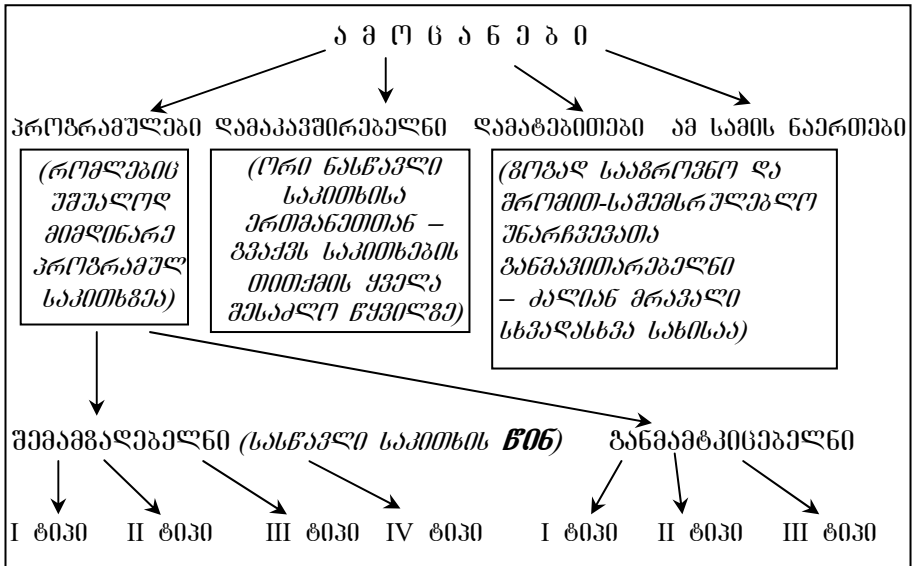 ა მ ო ც ა ნ ე ბ ი
პროგრამულები დამაკავშირებელნი დამატებითები ამ სამის ნაერთები
(რომლებიც
უშუალოდ
მიმდინარე
პროგრამულ
საკითხზეა)
(ორი ნასწავლი
საკითხისა
ერთმანეთთან –
გვაქვს საკითხების
თითქმის ყველა
შესაძლო წყვილზე)
(ზოგად სააზროვნო და
შრომით-საშემსრულებლო
უნარჩვევათა
განმავითარებელნი
– ძალიან მრავალი
სხვადასხვა სახისაა)
შემამზადებელნი (სასწავლი საკითხის წინ) განმამტკიცებელნი
I ტიპი II ტიპი III ტიპი IV ტიპი I ტიპი II ტიპი III ტიპი